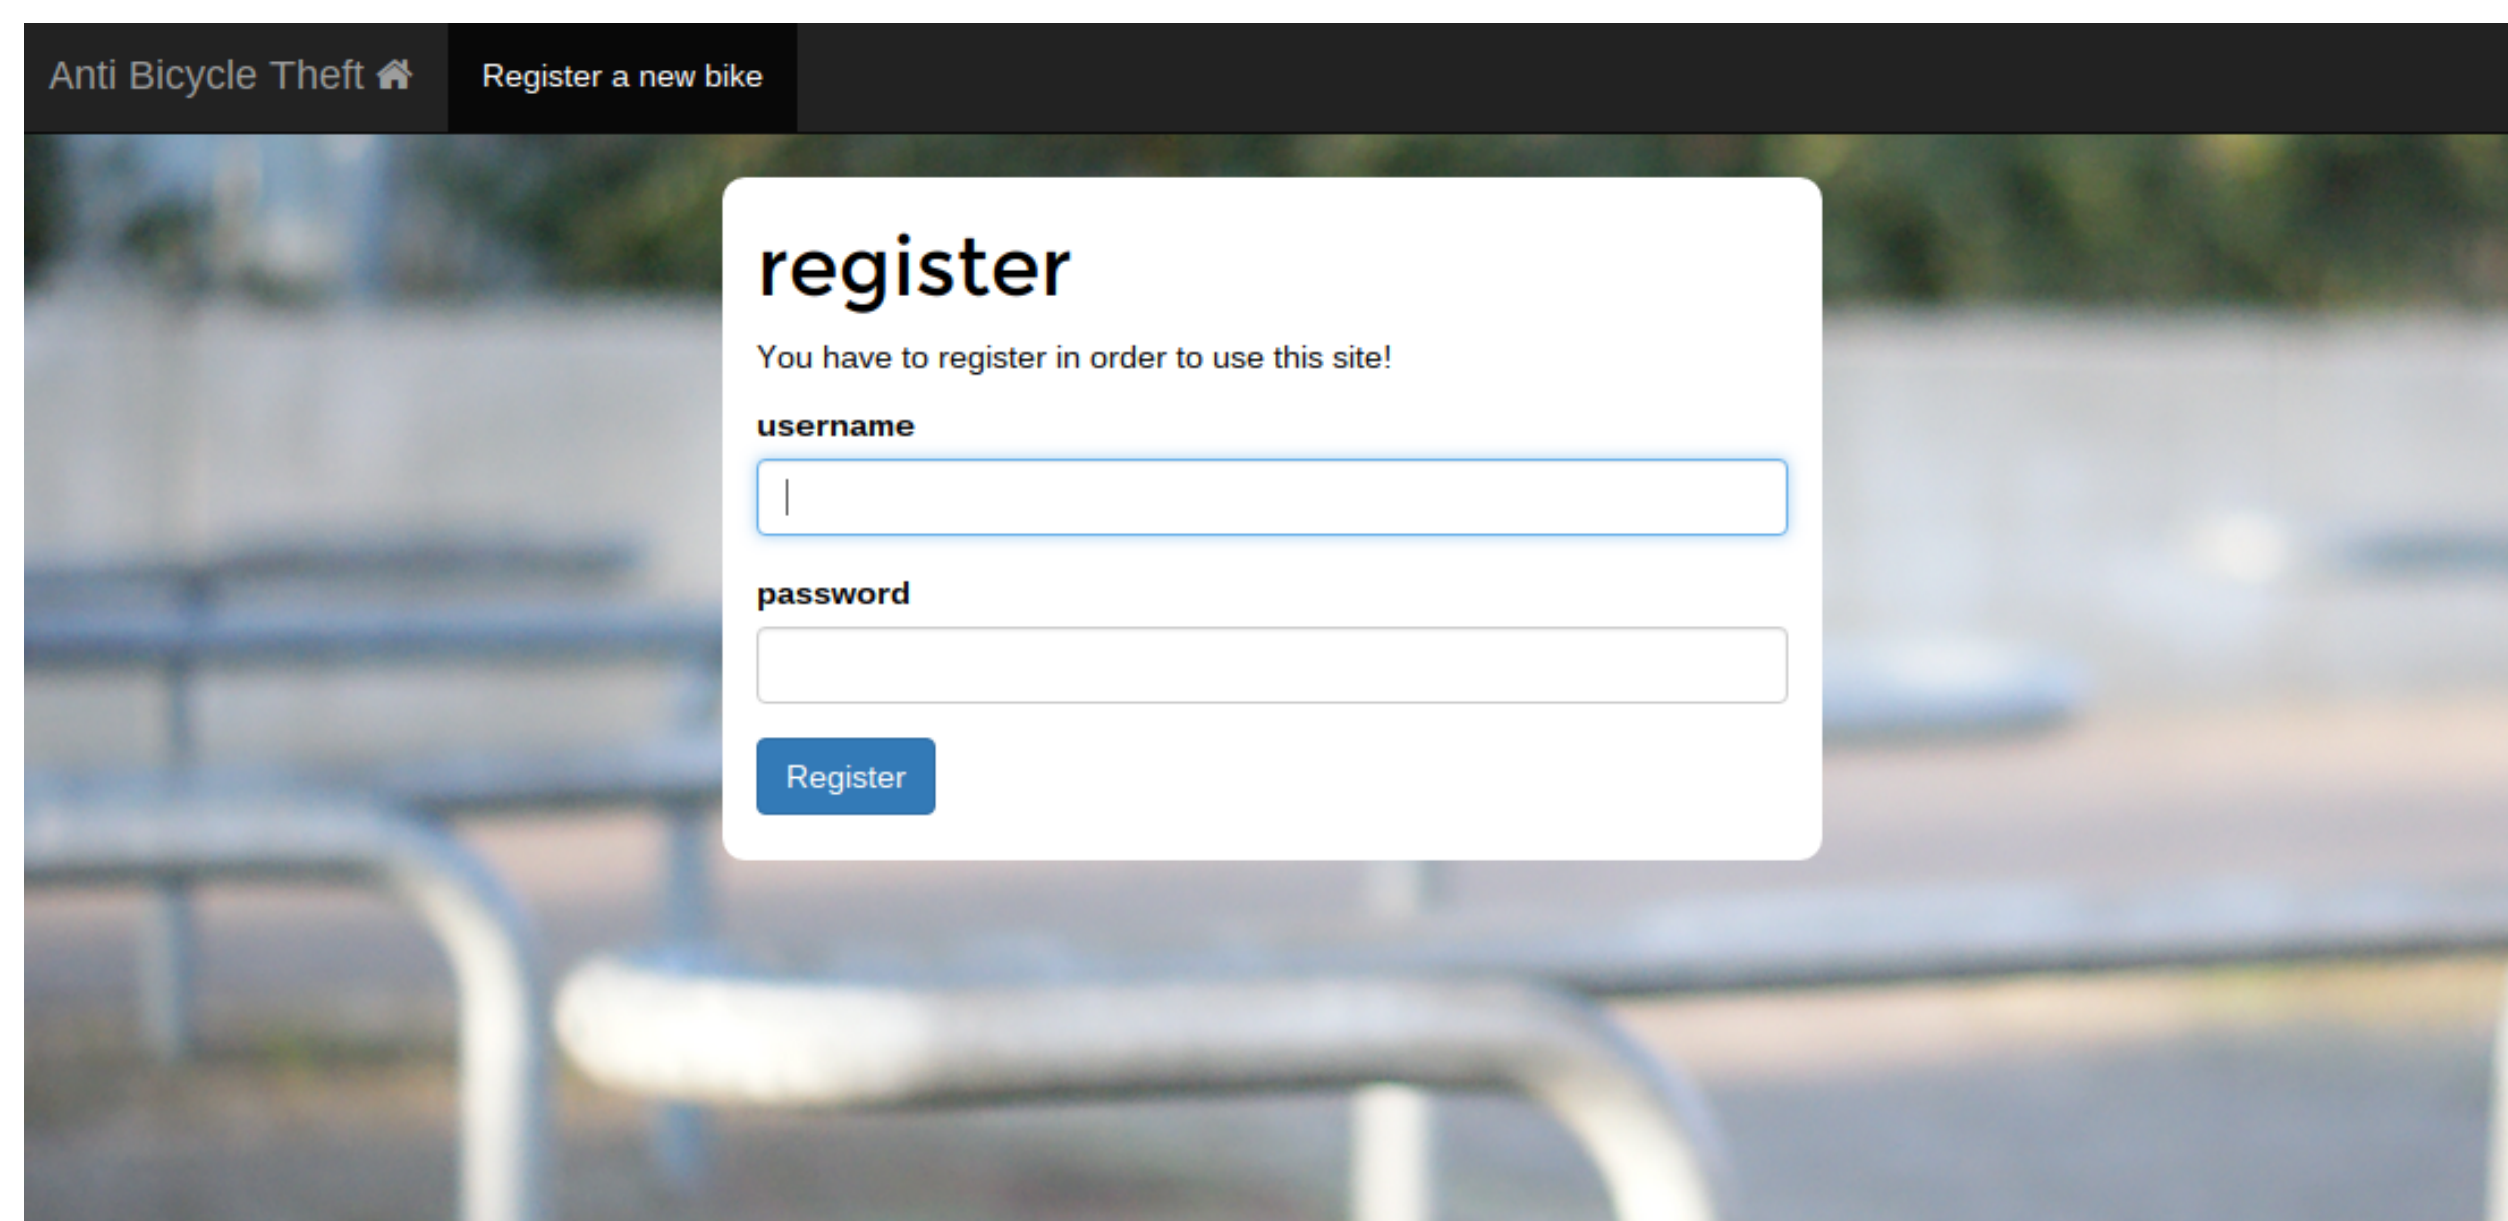 Anti Bicycle Theft
Register a new bike
register
You have to register in order to use this site!
username
password
Register